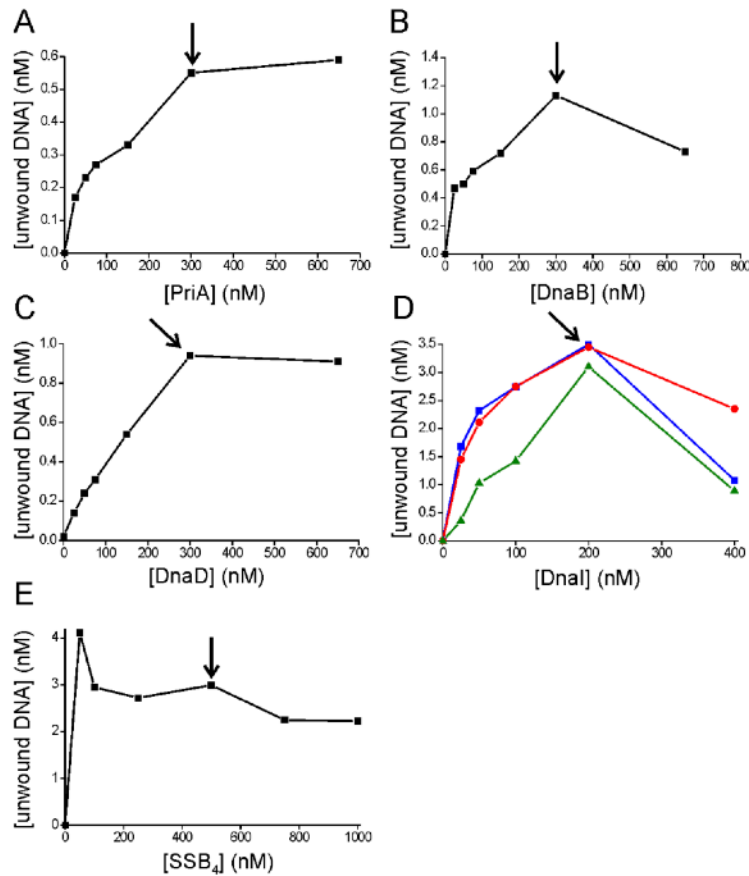 A
[unwound DNA] (nM)
0.6
0.5
0.4
0.3
0.2
0.1
0.0
0 100 200 300 400 500 600 700
[PriA] (nM)
B
[unwound DNA] (nM)
1.4
1.2
1.0
0.8
0.6
0.4
0.2
0.0
0 100 200 300 400 500 600 700 800
[DnaB] (nM)
C
[unwound DNA] (nM)
1.0
0.8
0.6
0.4
0.2
0.0
0 100 200 300 400 500 600 700
[DnaD] (nM)
D
[unwound DNA] (nM)
3.5
3.0
2.5
2.0
1.5
1.0
0.5
0.0
0 100 200 300 400
[DnaI] (nM)
E
[unwound DNA] (nM)
4
3
2
1
0
0 200 400 600 800 1000
[SSB₄] (nM)